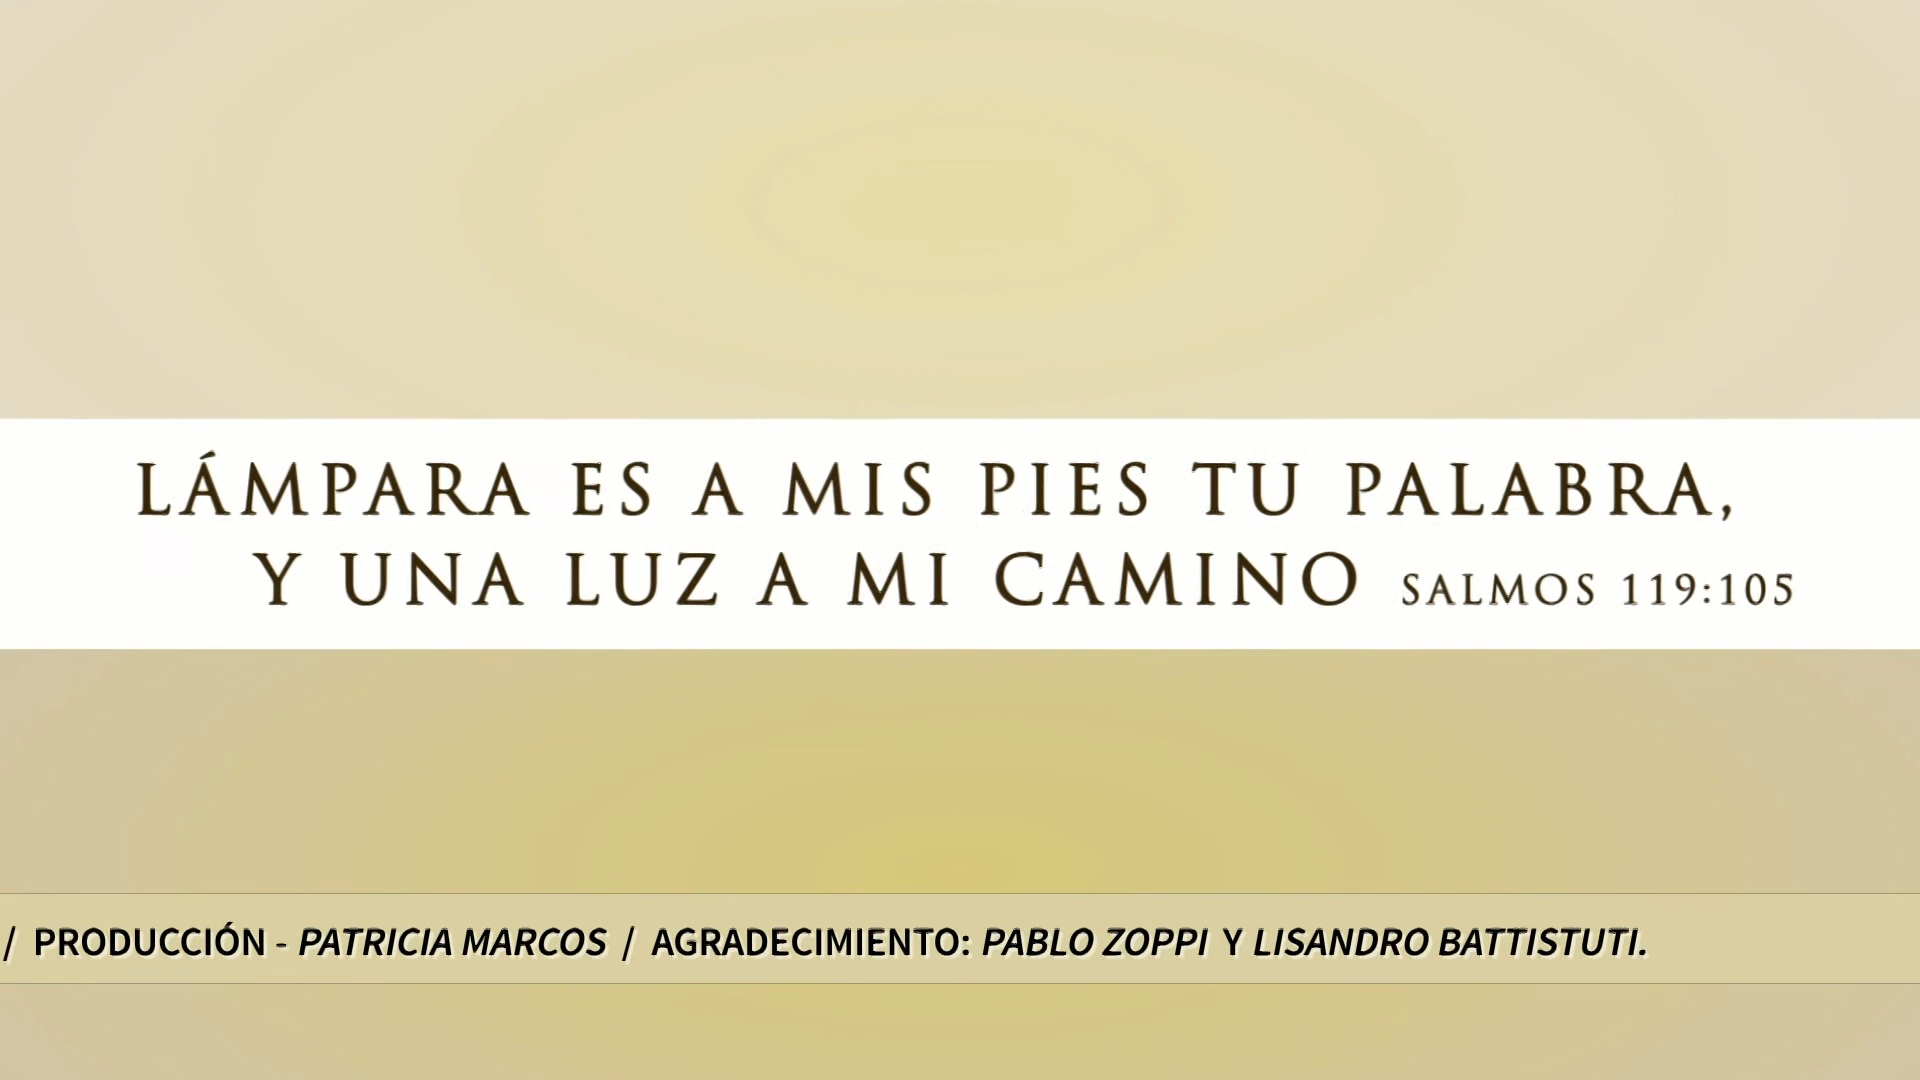 LÁMPARA ES A MIS PIES TU PALABRA,
Y UNA LUZ A MI CAMINO SALMOS 119:105
/ PRODUCCIÓN - PATRICIA MARCOS / AGRADECIMIENTO: PABLO ZOPPI Y LISANDRO BATTISTUTI.